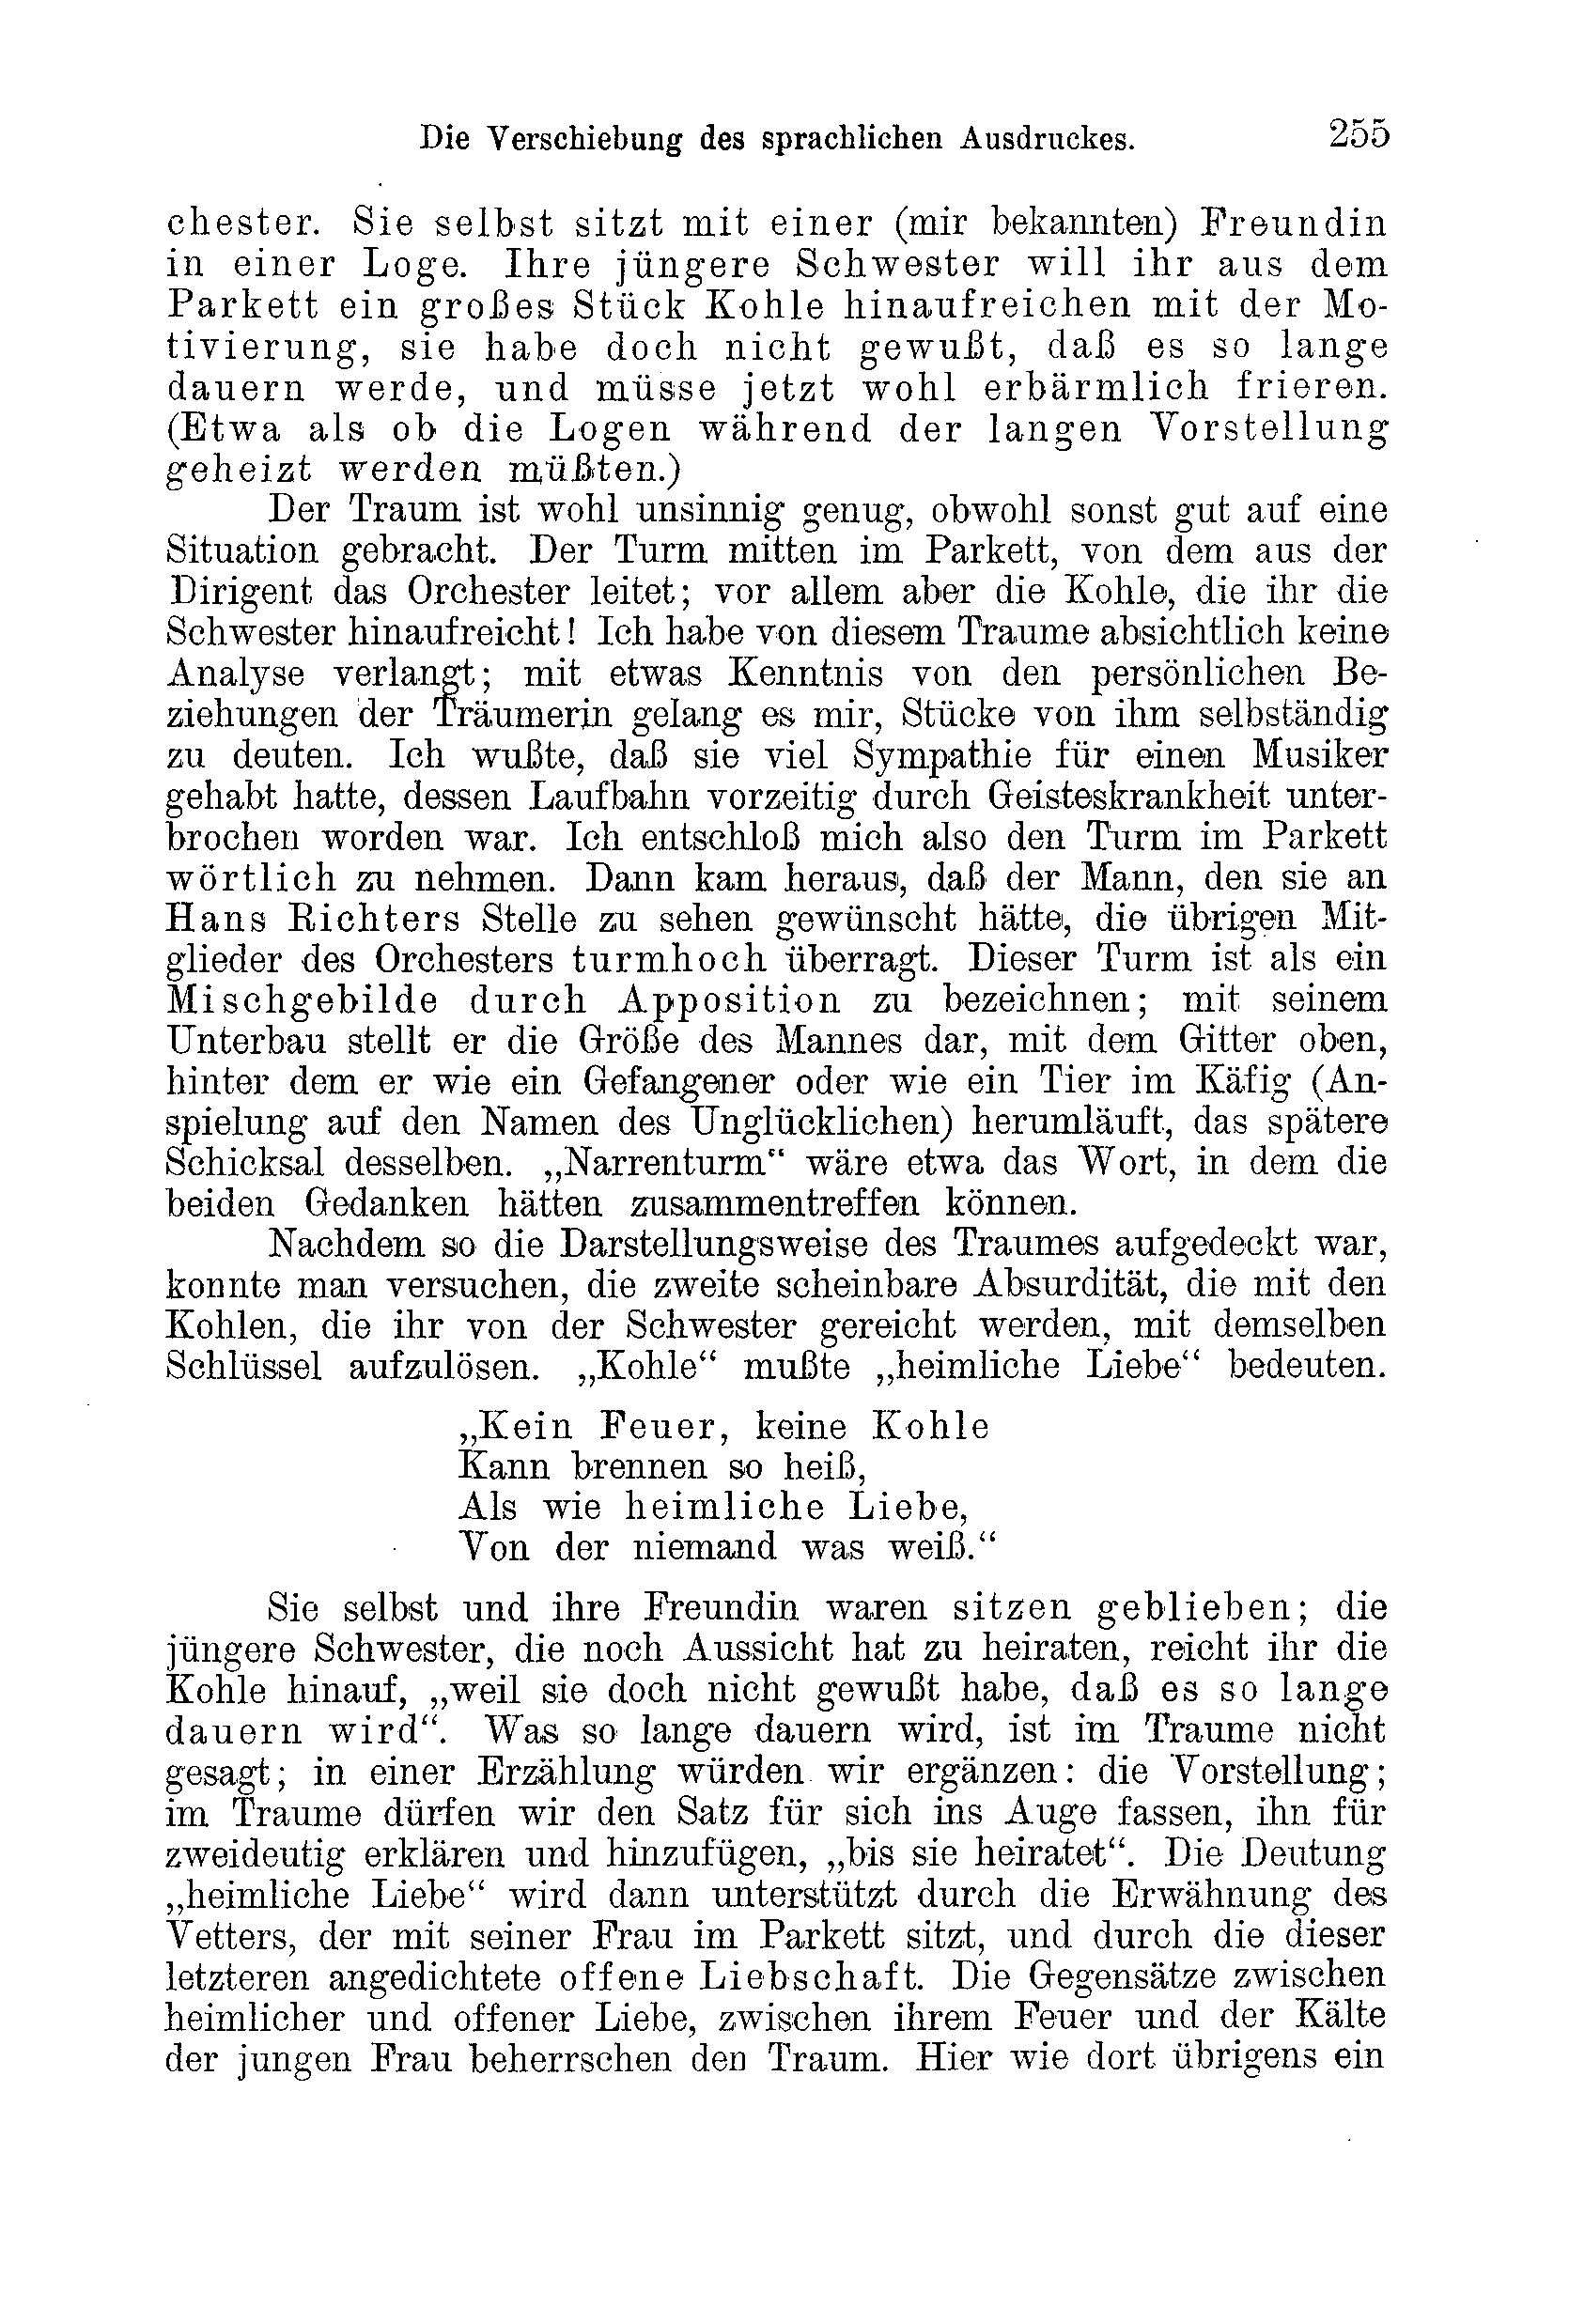 Die Verschiebung des sprachlichen Ausdruckes. 255
chester. Sie selbst sitzt mit einer (mir bekannten) Freundin
in einer Loge. Ihre jüngere Schwester will ihr aus dem
Parkett ein großes Stück Kohle hinaufreichen mit der Mo-
tivierung, sie habe doch nicht gewußt, daß es so lange
dauern werde, und müsse jetzt wohl erbärmlich frieren.
(Etwa als ob die Logen während der langen Vorstellung
geheizt werden müßten.)
Der Traum ist wohl unsinnig genug, obwohl sonst gut auf eine
Situation gebracht. Der Turm mitten im Parkett, von dem aus der
Dirigent das Orchester leitet; vor allem aber die Kohle, die ihr die
Schwester hinaufreicht! Ich habe von diesem Traume absichtlich keine
Analyse verlangt; mit etwas Kenntnis von den persönlichen Be-
ziehungen der Träumerin gelang es mir, Stücke von ihm selbständig
zu deuten. Ich wußte, daß sie viel Sympathie für einen Musiker
gehabt hatte, dessen Laufbahn vorzeitig durch Geisteskrankheit unter-
brochen worden war. Ich entschloß mich also den Turm im Parkett
wörtlich zu nehmen. Dann kam heraus, daß der Mann, den sie an
Hans Richters Stelle zu sehen gewünscht hätte, die übrigen Mit-
glieder des Orchesters turmhoch überragt. Dieser Turm ist als ein
Mischgebilde durch Apposition zu bezeichnen; mit seinem
Unterbau stellt er die Größe des Mannes dar, mit dem Gitter oben,
hinter dem er wie ein Gefangener oder wie ein Tier im Käfig (An-
spielung auf den Namen des Unglücklichen) herumläuft, das spätere
Schicksal desselben. „Narrenturm“ wäre etwa das Wort, in dem die
beiden Gedanken hätten zusammentreffen können.
Nachdem so die Darstellungsweise des Traumes aufgedeckt war,
konnte man versuchen, die zweite scheinbare Absurdität, die mit den
Kohlen, die ihr von der Schwester gereicht werden, mit demselben
Schlüssel aufzulösen. „Kohle“ mußte „heimliche Liebe“ bedeuten.
„Kein Feuer, keine Kohle
Kann brennen so heiß,
Als wie heimliche Liebe,
Von der niemand was weiß.“
Sie selbst und ihre Freundin waren sitzen geblieben; die
jüngere Schwester, die noch Aussicht hat zu heiraten, reicht ihr die
Kohle hinauf, „weil sie doch nicht gewußt habe, daß es so lange
dauern wird“. Was so lange dauern wird, ist im Traume nicht
gesagt; in einer Erzählung würden wir ergänzen: die Vorstellung;
im Traume dürfen wir den Satz für sich ins Auge fassen, ihn für
zweideutig erklären und hinzufügen, „bis sie heiratet“. Die Deutung
„heimliche Liebe“ wird dann unterstützt durch die Erwähnung des
Vetters, der mit seiner Frau im Parkett sitzt, und durch die dieser
letzteren angedichtete offene Liebschaft. Die Gegensätze zwischen
heimlicher und offener Liebe, zwischen ihrem Feuer und der Kälte
der jungen Frau beherrschen den Traum. Hier wie dort übrigens ein